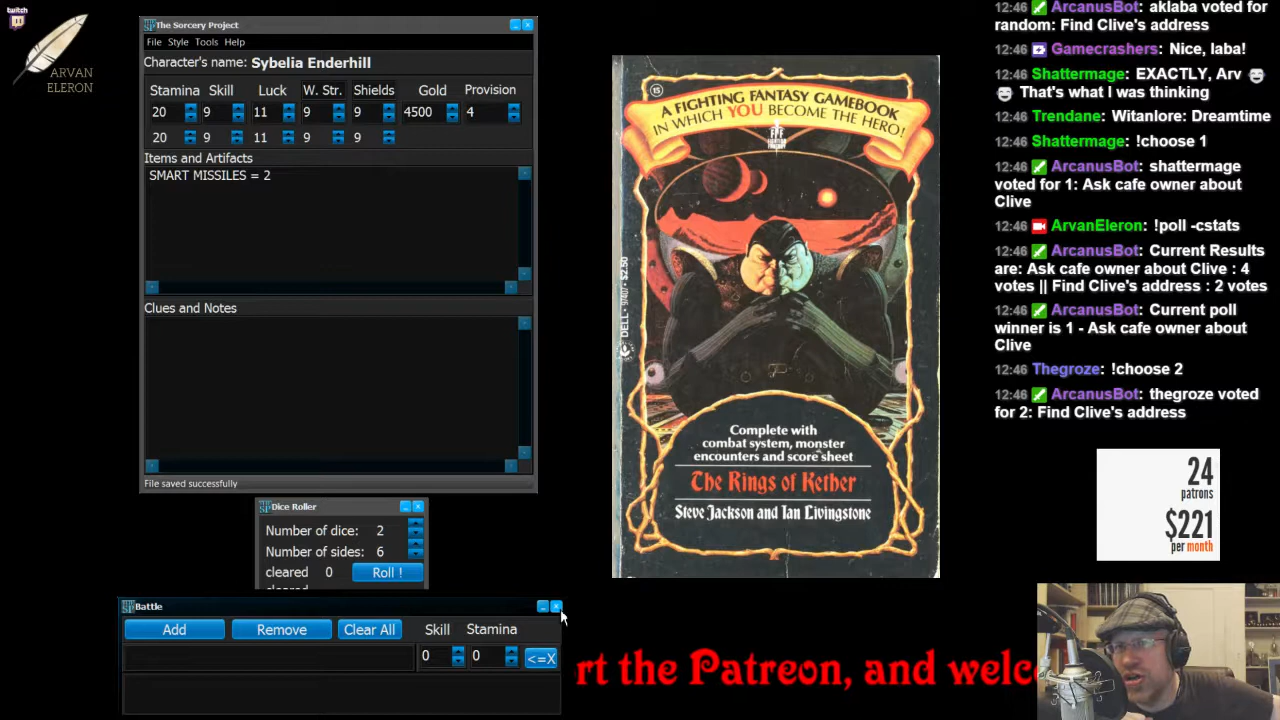 twitch
ARVAN
ELERON
The Sorcery Project
File Style Tools Help
Character's name: Sybelia Enderhill
Stamina Skill Luck W. Str. Shields Gold Provision
20 9 11 9 9 4500 4
20 9 11 9 9
Items and Artifacts
SMART MISSILES = 2
Clues and Notes
File saved successfully
Dice Roller
Number of dice: 2
Number of sides: 6
cleared 0 Roll !
cleared
Battle
Add Remove Clear All Skill Stamina
0 0 <=X
15
A FIGHTING FANTASY GAMEBOOK
IN WHICH YOU BECOME THE HERO!
DELL • 97407 • $2.50
Complete with
combat system, monster
encounters and score sheet
The Rings of Kether
Steve Jackson and Ian Livingstone
rt the Patreon, and welc
12:46 ArcanusBot: aklaba voted for
random: Find Clive's address
12:46 Gamecrashers: Nice, laba!
12:46 Shattermage: EXACTLY, Arv
That's what I was thinking
12:46 Trendane: Witanlore: Dreamtime
12:46 Shattermage: !choose 1
12:46 ArcanusBot: shattermage
voted for 1: Ask cafe owner about
Clive
12:46 ArvanEleron: !poll -cstats
12:46 ArcanusBot: Current Results
are: Ask cafe owner about Clive : 4
votes || Find Clive's address : 2 votes
12:46 ArcanusBot: Current poll
winner is 1 - Ask cafe owner about
Clive
12:46 Thegroze: !choose 2
12:46 ArcanusBot: thegroze voted
for 2: Find Clive's address
24
patrons
$221
per month